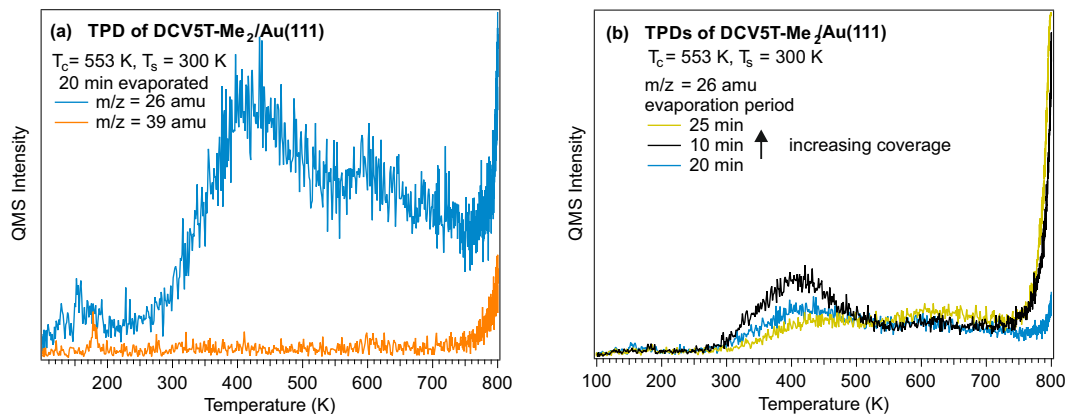 (a) TPD of DCV5T-Me2/Au(111)
Tc= 553 K, Ts = 300 K
20 min evaporated
m/z = 26 amu
m/z = 39 amu
QMS Intensity
200 300 400 500 600 700 800
Temperature (K)
(b) TPDs of DCV5T-Me2/Au(111)
Tc= 553 K, Ts = 300 K
m/z = 26 amu
evaporation period
25 min
10 min increasing coverage
20 min
QMS Intensity
100 200 300 400 500 600 700 800
Temperature (K)